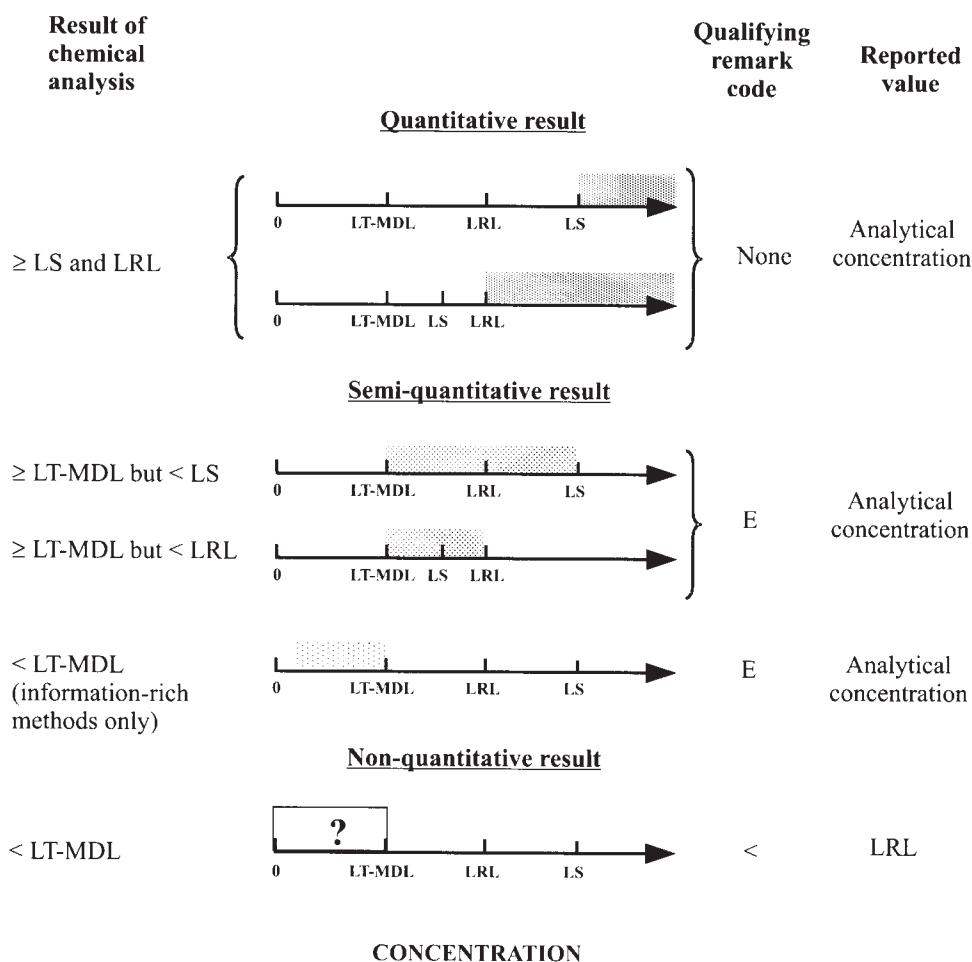 Result of
chemical
analysis
Qualifying
remark
code
Reported
value
Quantitative result
0 LT-MDL LRL LS
≥ LS and LRL
None
Analytical
concentration
0 LT-MDL LS LRL
Semi-quantitative result
≥ LT-MDL but < LS
0 LT-MDL LRL LS
E
Analytical
concentration
≥ LT-MDL but < LRL
0 LT-MDL LS LRL
< LT-MDL
(information-rich
methods only)
0 LT-MDL LRL LS
E
Analytical
concentration
Non-quantitative result
?
< LT-MDL
0 LT-MDL LRL LS
<
LRL
CONCENTRATION